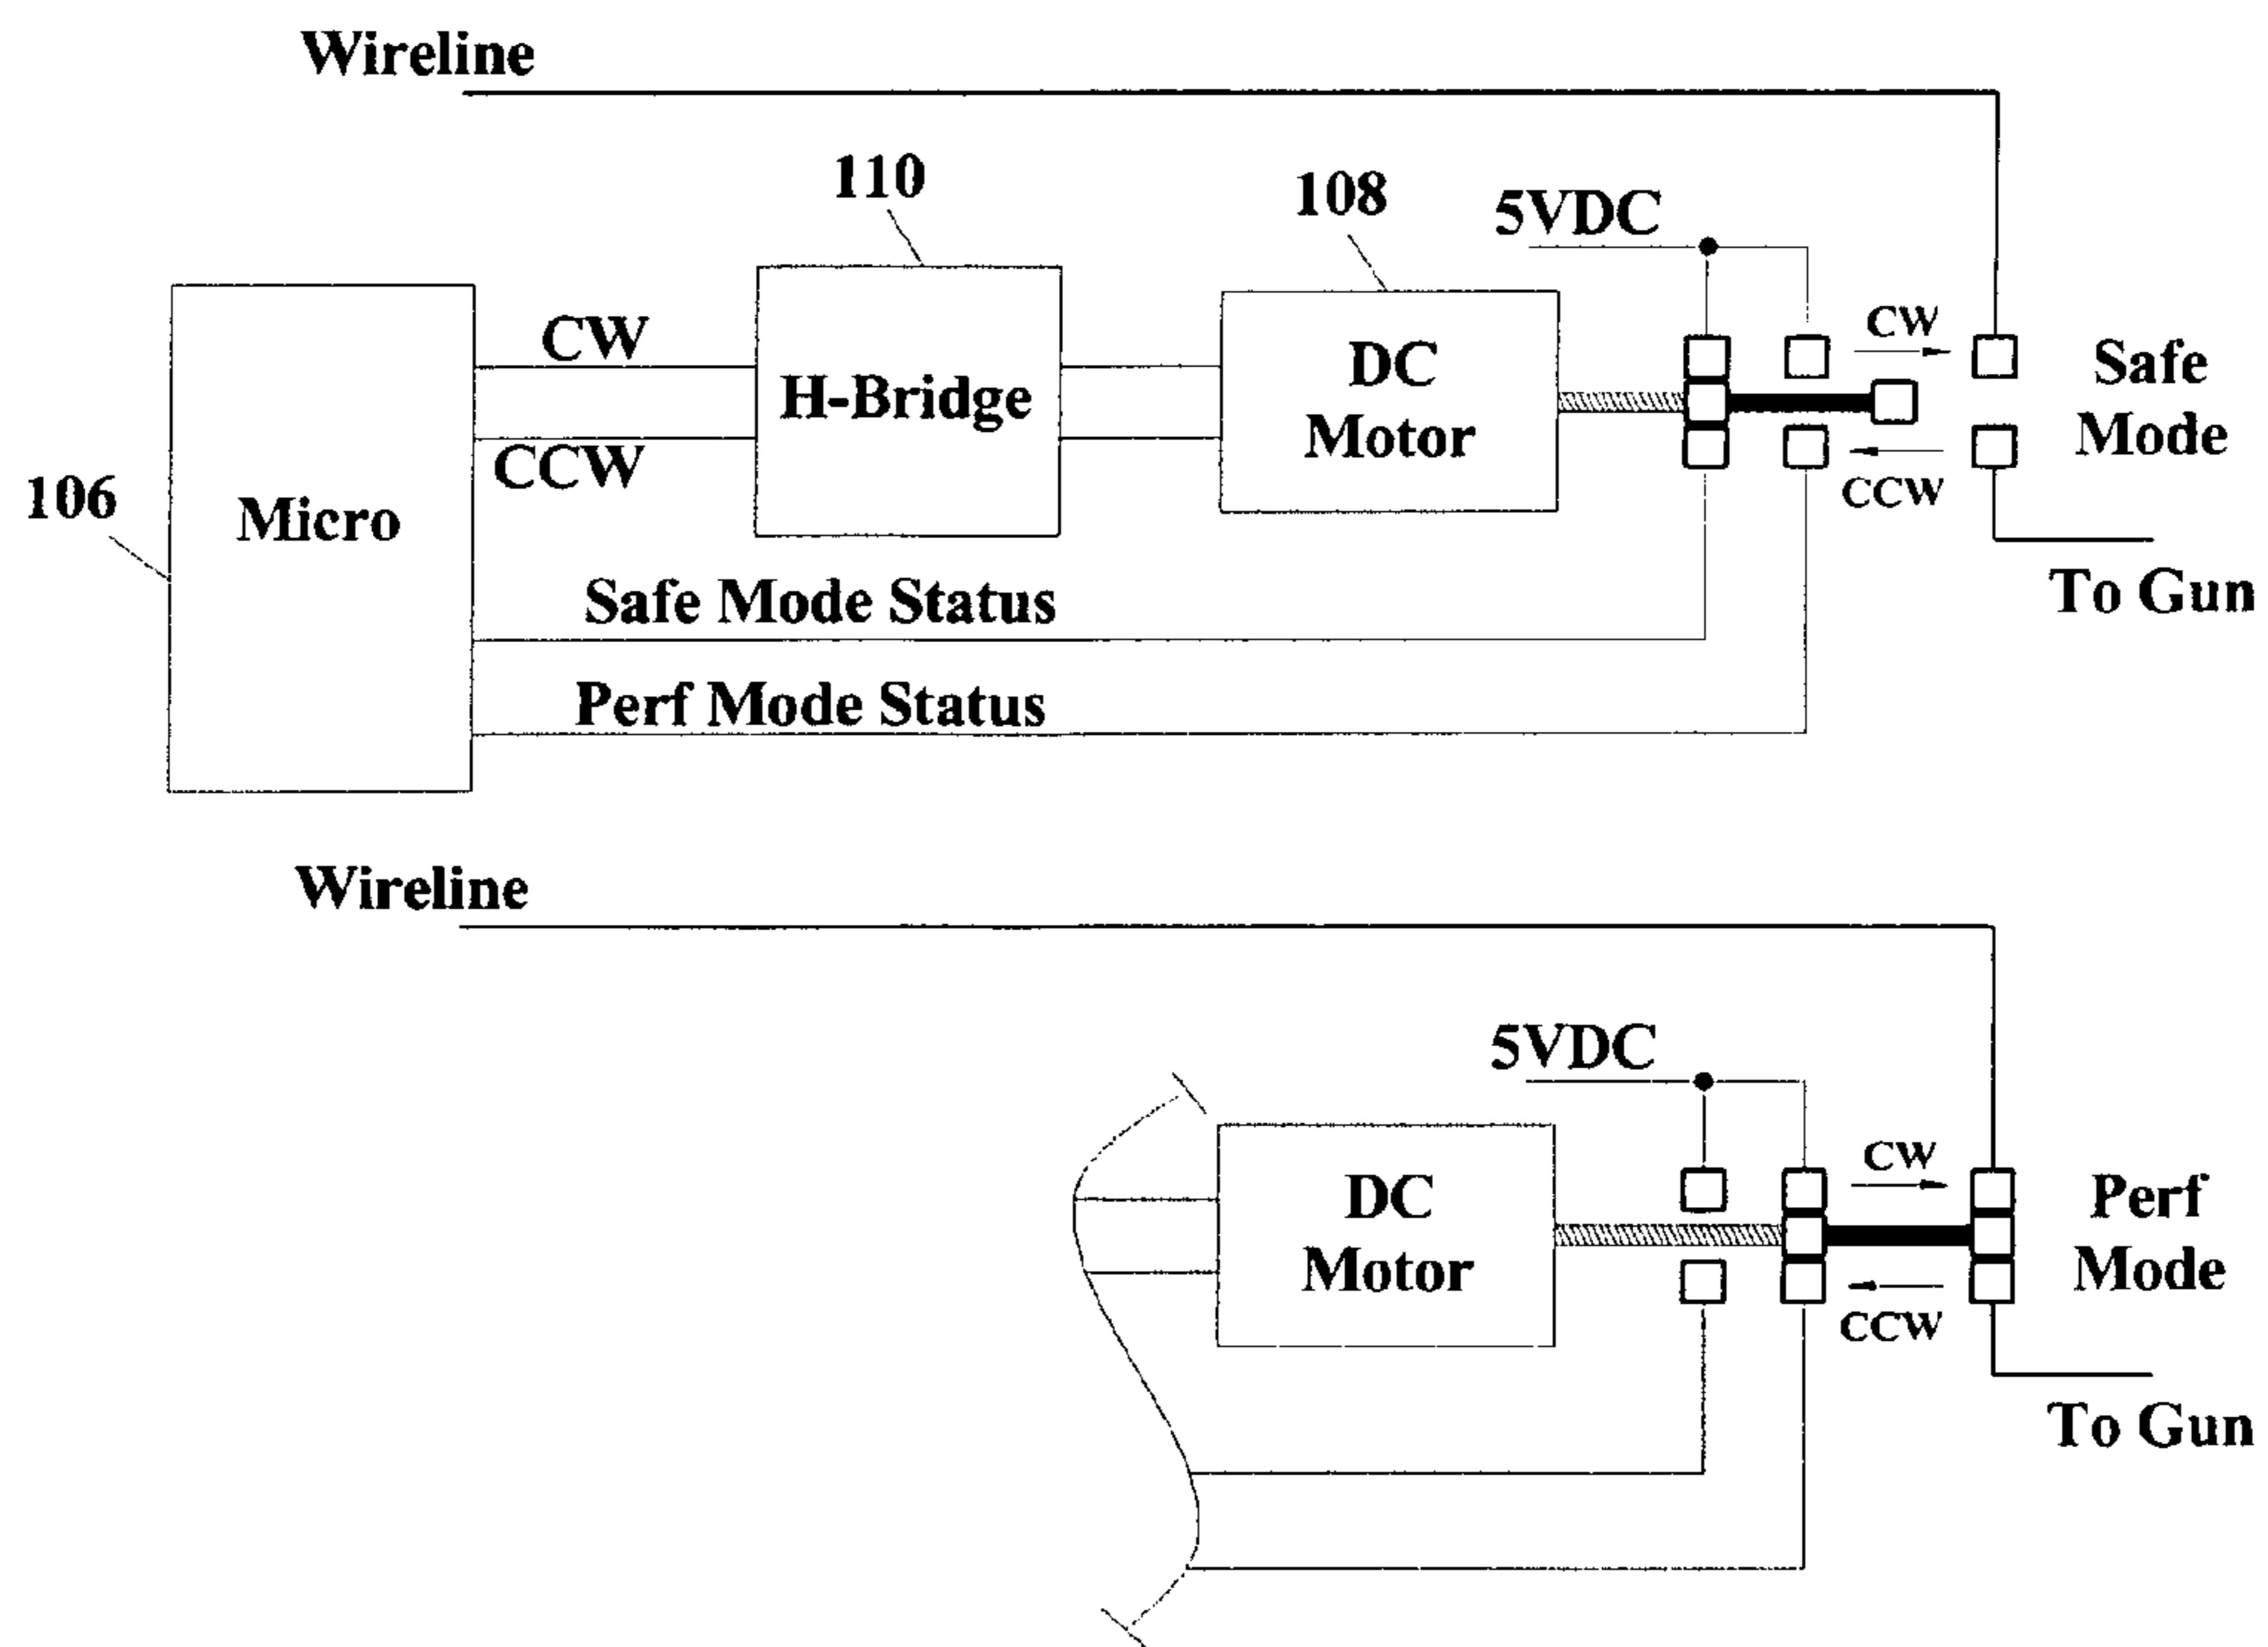 Wireline
110
108
5VDC
CW
Safe
Mode
CW
H-Bridge
DC
Motor
CCW
CCW
106
Micro
Safe Mode Status
To Gun
Perf Mode Status
Wireline
5VDC
CW
Perf
Mode
DC
Motor
CCW
To Gun